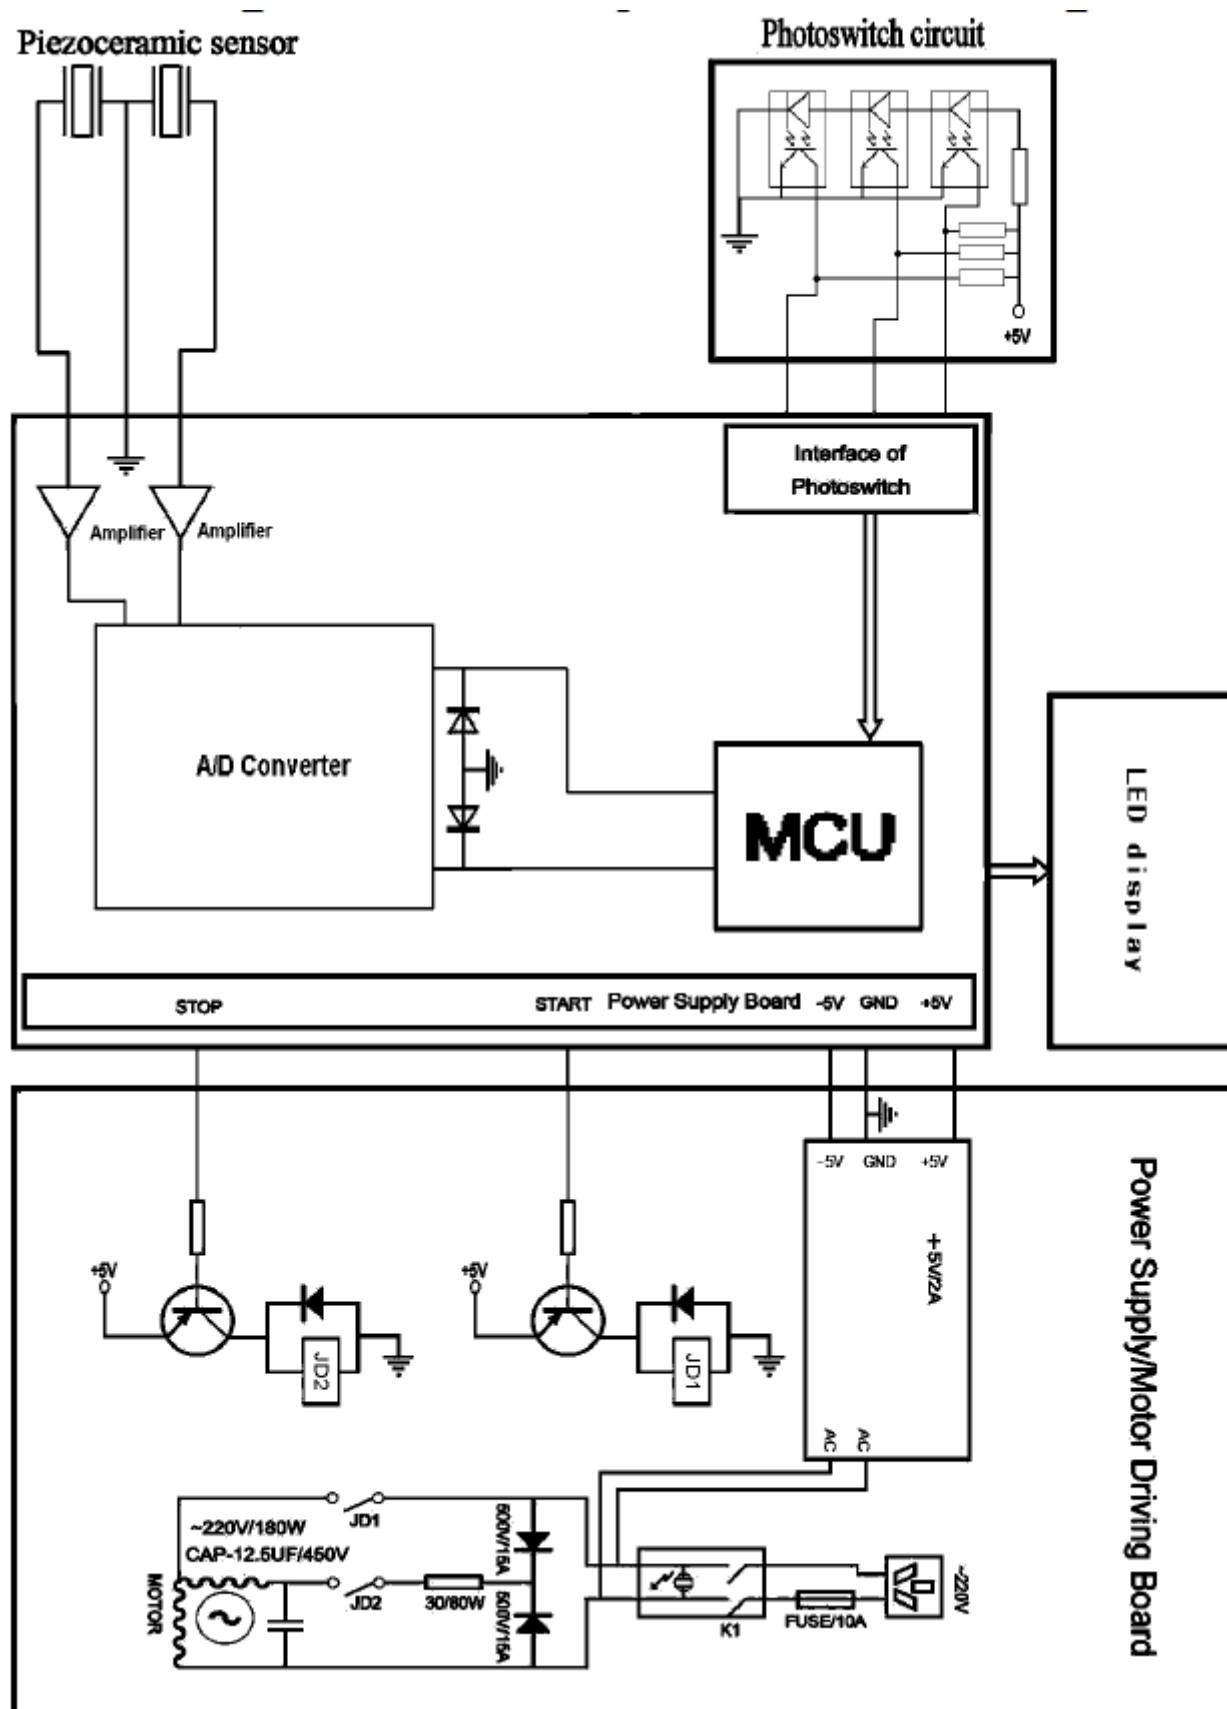 Piezoceramic sensor
Photoswitch circuit
+5V
Interface of
Photoswitch
Amplifier
Amplifier
A/D Converter
MCU
LED display
STOP
START
Power Supply Board
-5V
GND
+5V
-5V
GND
+5V
+5V/2A
AC
AC
Power Supply/Motor Driving Board
+5V
JD2
+5V
JD1
~220V/180W
CAP-12.5UF/450V
JD1
500V/15A
MOTOR
JD2
30/80W
500V/15A
K1
FUSE/10A
~220V